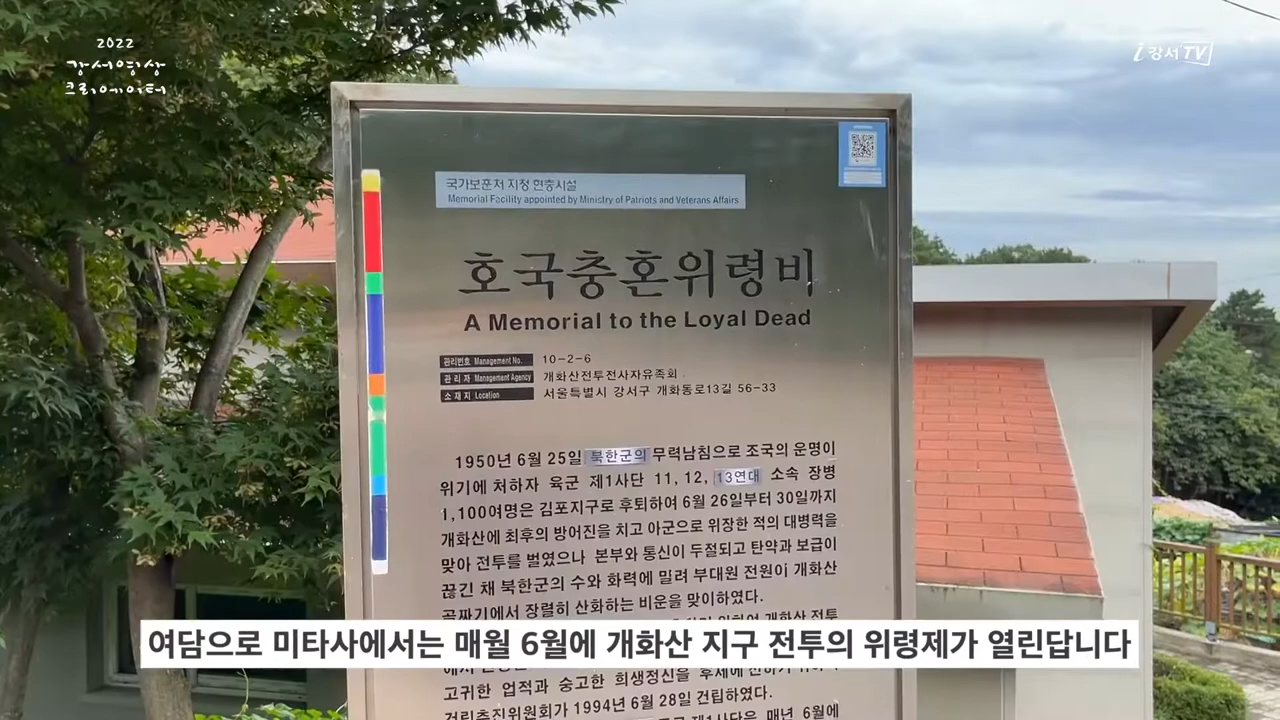 2022
강서영상
크리에이터
i강서TV
국가보훈처 지정 현충시설
Memorial Facility appointed by Ministry of Patriots and Veterans Affairs
호국충혼위령비
A Memorial to the Loyal Dead
관리번호 Management No. 10-2-6
관 리 자 Management Agency 개화산전투전사자유족회
소 재 지 Location 서울특별시 강서구 개화동로13길 56-33
1950년 6월 25일 북한군의 무력남침으로 조국의 운명이
위기에 처하자 육군 제1사단 11, 12, 13연대 소속 장병
1,100여명은 김포지구로 후퇴하여 6월 26일부터 30일까지
개화산에 최후의 방어진을 치고 아군으로 위장한 적의 대병력을
맞아 전투를 벌였으나 본부와 통신이 두절되고 탄약과 보급이
끊긴 채 북한군의 수와 화력에 밀려 부대원 전원이 개화산
골짜기에서 장렬히 산화하는 비운을 맞이하였다.
개화산 전투
여담으로 미타사에서는 매월 6월에 개화산 지구 전투의 위령제가 열린답니다
고귀한 업적과 숭고한 희생정신을 후세에
건립추진위원회가 1994년 6월 28일 건립하였다.
제1사단은 매년 6월에